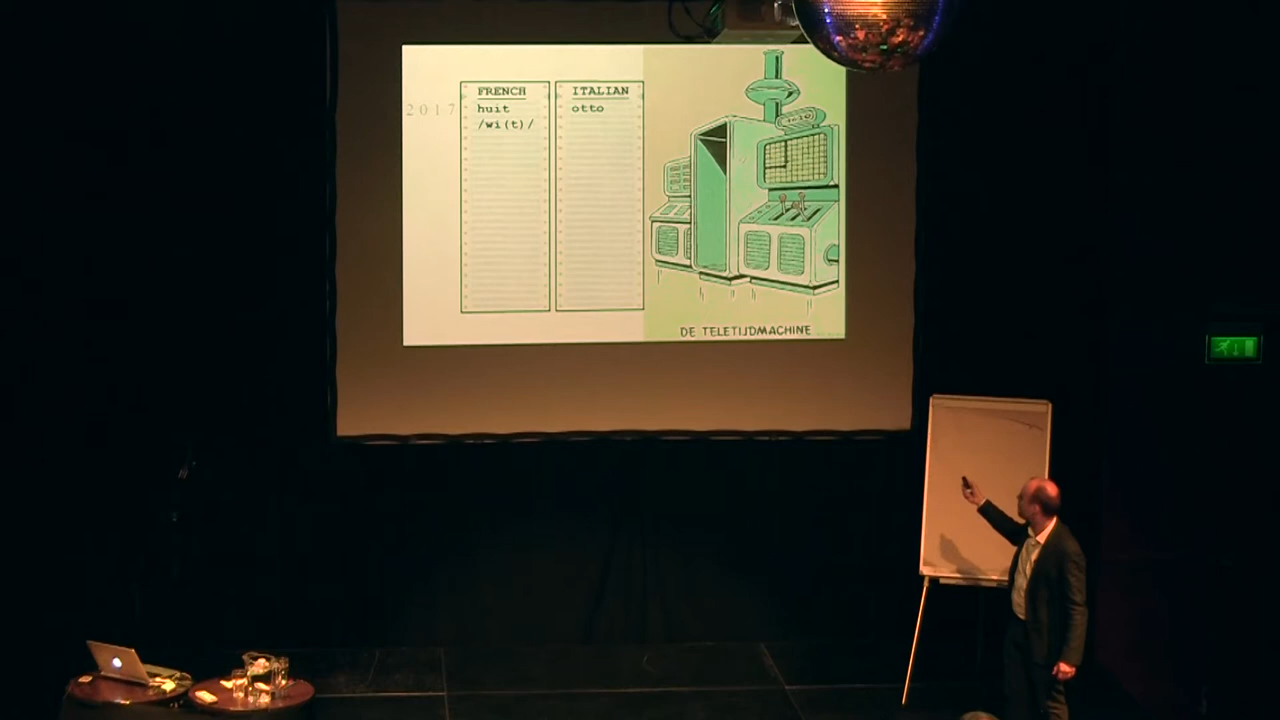 2017
FRENCH
huit
/wi(t)/
ITALIAN
otto
DE TELETIJDMACHINE